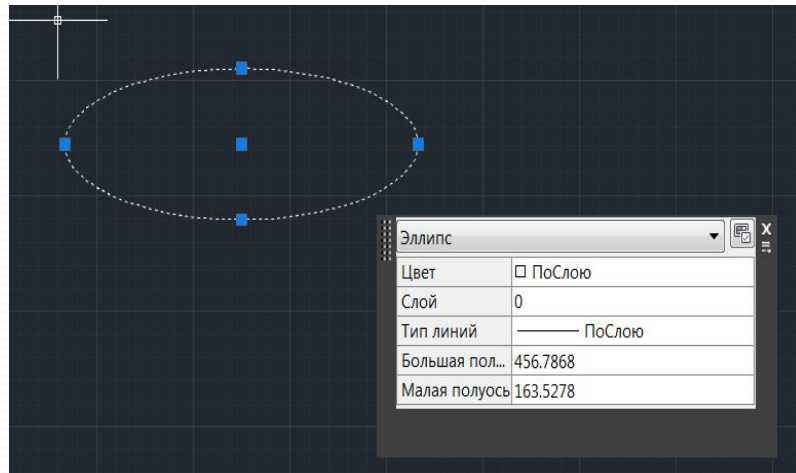 Эллипс
Цвет ПоСлою
Слой 0
Тип линий ПоСлою
Большая пол... 456.7868
Малая полуось 163.5278